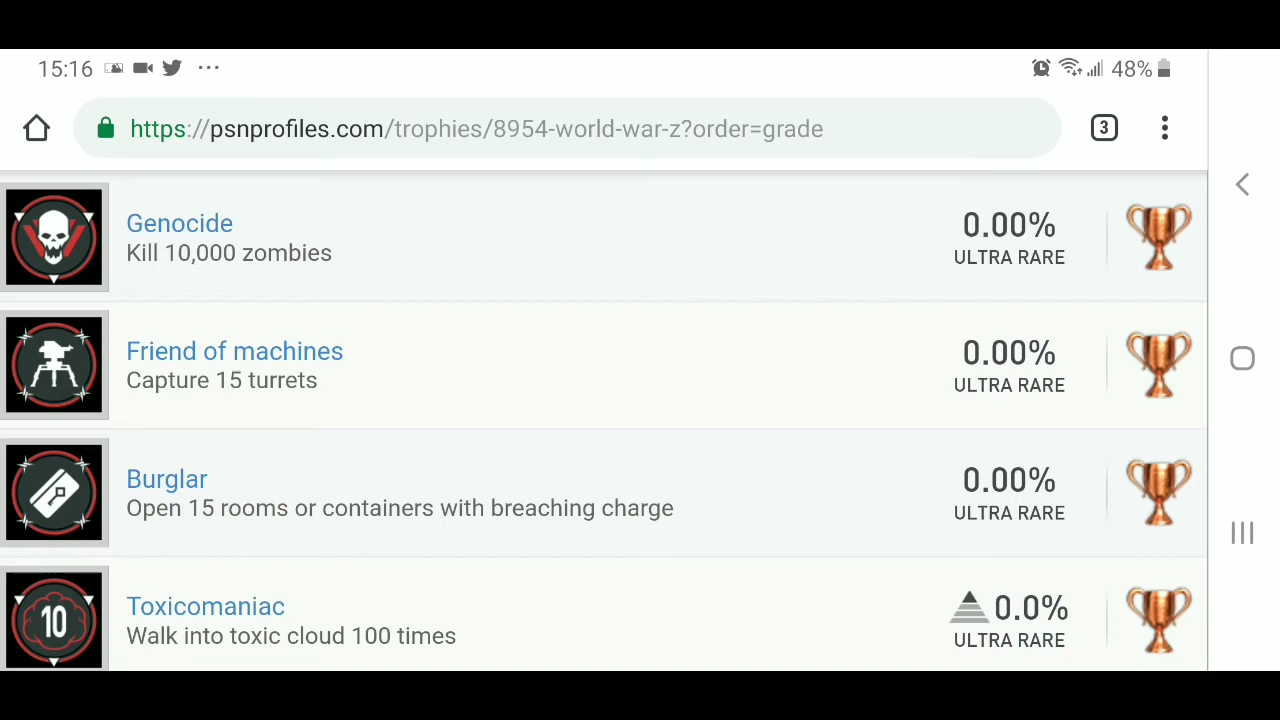 15:16 48%
https://psnprofiles.com/trophies/8954-world-war-z?order=grade 3
Genocide
Kill 10,000 zombies
0.00%
ULTRA RARE
Friend of machines
Capture 15 turrets
0.00%
ULTRA RARE
Burglar
Open 15 rooms or containers with breaching charge
0.00%
ULTRA RARE
10
Toxicomaniac
Walk into toxic cloud 100 times
0.0%
ULTRA RARE